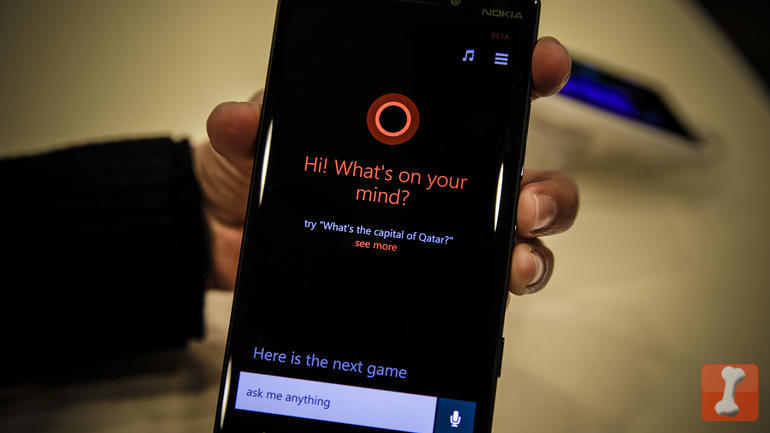 NOKIA
BETA
Hi! What's on your
mind?
try "What's the capital of Qatar?"
see more
Here is the next game
ask me anything